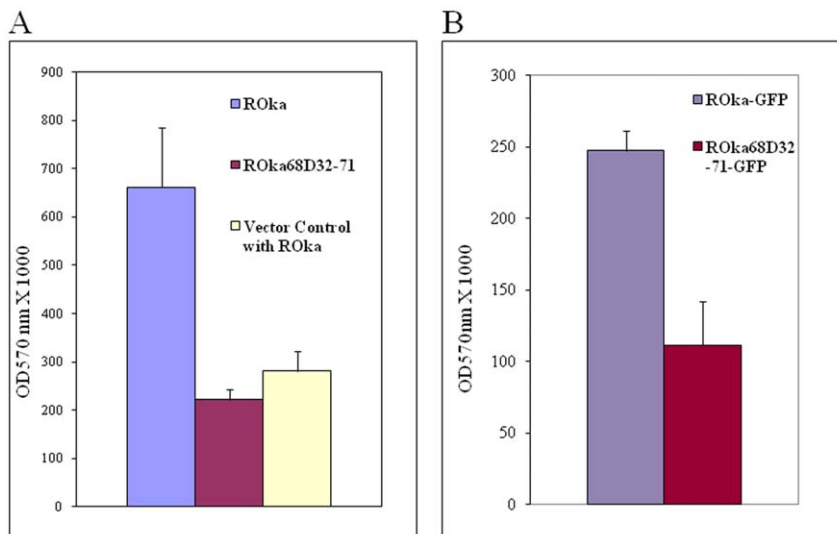 A
900
800
700
600
500
400
300
200
100
0
OD570 nm X 1000
ROka
ROka68D32-71
Vector Control
with ROka
B
300
250
200
150
100
50
0
OD570nm X1000
ROka-GFP
ROka68D32
-71-GFP